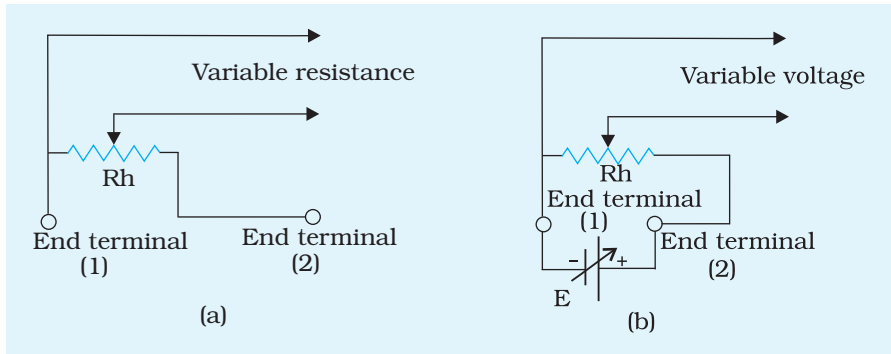 Variable resistance
Rh
End terminal
(1)
End terminal
(2)
(a)
Variable voltage
Rh
End terminal
(1)
End terminal
(2)
- +
E
(b)